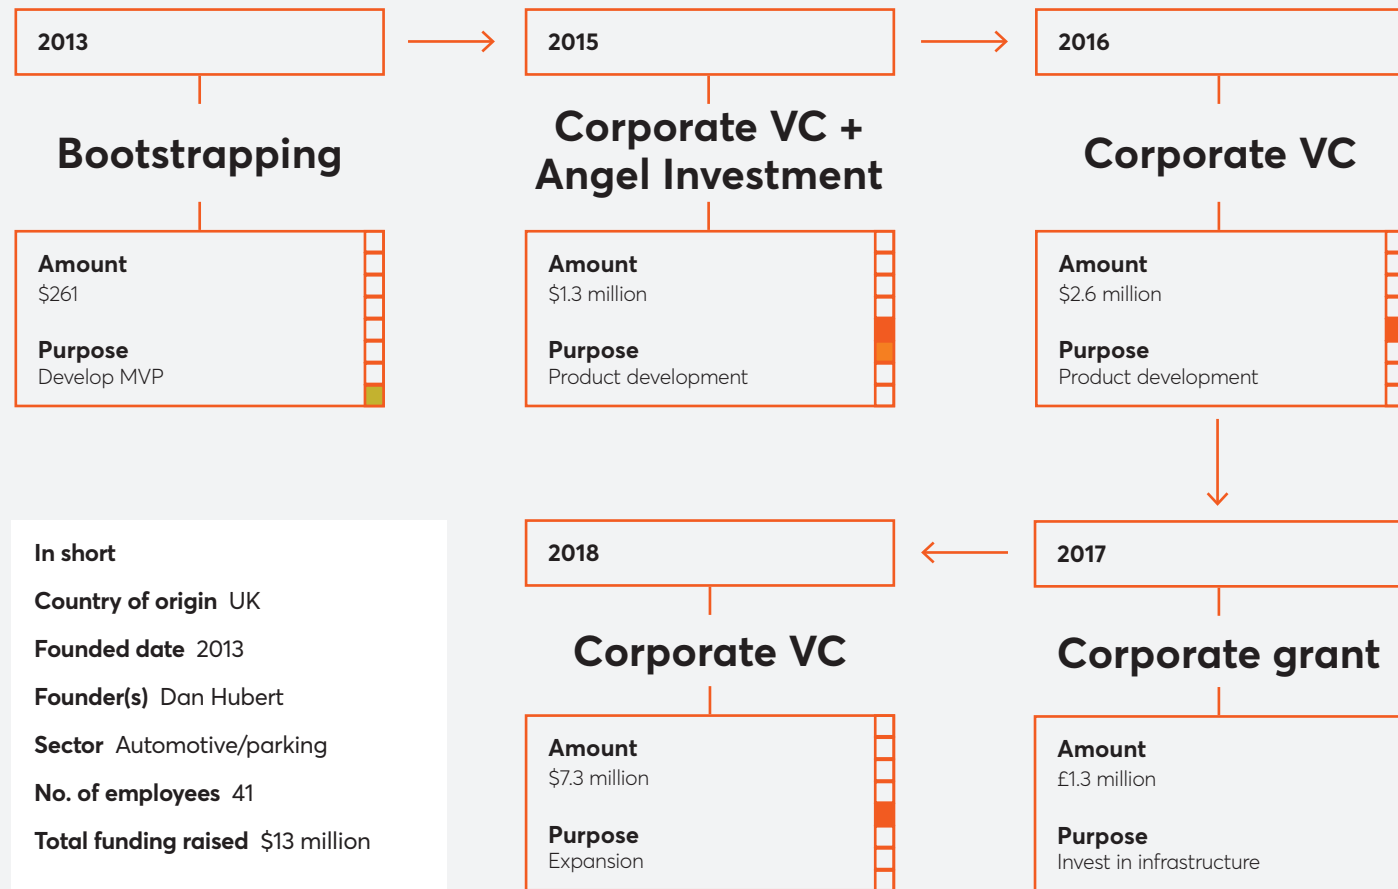 2013
Bootstrapping
Amount
$261
Purpose
Develop MVP
2015
Corporate VC +
Angel Investment
Amount
$1.3 million
Purpose
Product development
2016
Corporate VC
Amount
$2.6 million
Purpose
Product development
2017
Corporate grant
Amount
£1.3 million
Purpose
Invest in infrastructure
2018
Corporate VC
Amount
$7.3 million
Purpose
Expansion
In short
Country of origin UK
Founded date 2013
Founder(s) Dan Hubert
Sector Automotive/parking
No. of employees 41
Total funding raised $13 million